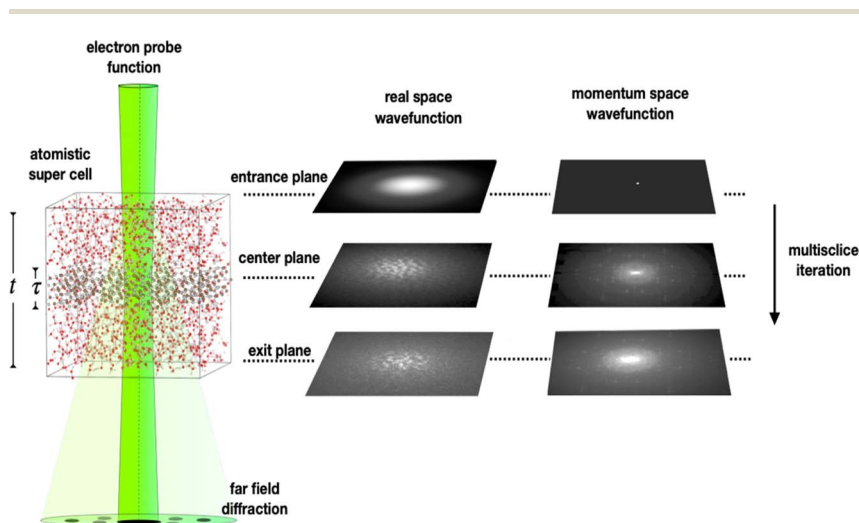 electron probe
function
real space
wavefunction
momentum space
wavefunction
atomistic
super cell
entrance plane
center plane
multisclice
iteration
t
τ
exit plane
far field
diffraction